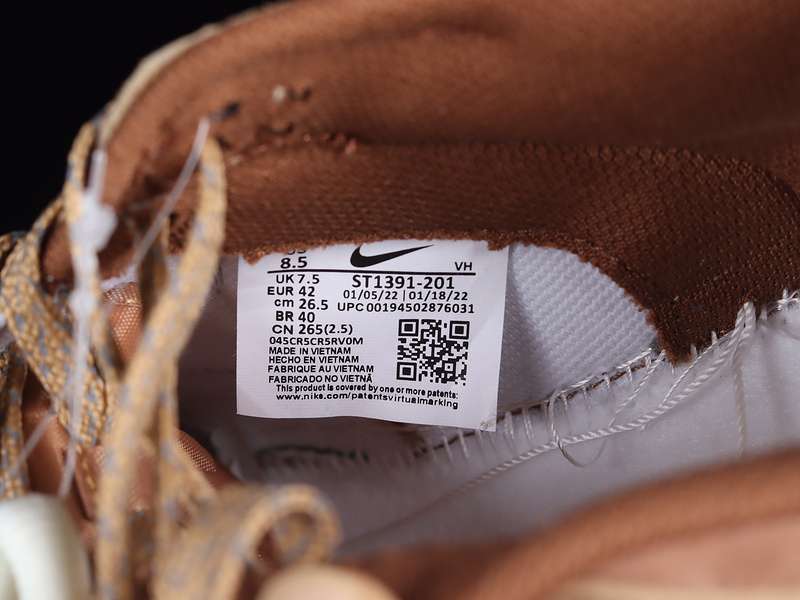 8.5
VH
UK 7.5
ST1391-201
EUR 42
01/05/22 | 01/18/22
cm 26.5
UPC 00194502876031
BR 40
CN 265(2.5)
045CR5CR5RV0M
MADE IN VIETNAM
HECHO EN VIETNAM
FABRIQUE AU VIETNAM
FABRICADO NO VIETNÃ
This product is covered by one or more patents:
www.nike.com/patentsvirtualmarking